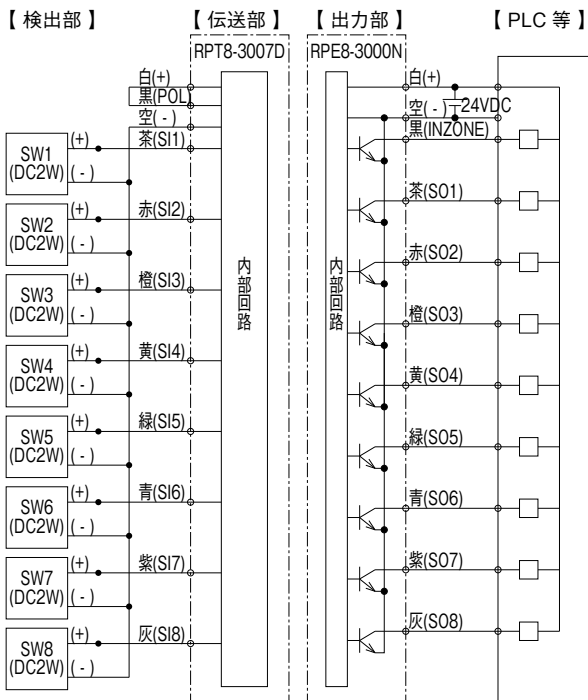 【 検出部 】
【 伝送部 】
【 出力部 】
【 PLC 等 】
RPT8-3007D
RPE8-3000N
白(+)
黒(POL)
空( - )
茶(SI1)
赤(SI2)
橙(SI3)
黄(SI4)
緑(SI5)
青(SI6)
紫(SI7)
灰(SI8)
SW1
(DC2W)
(+)
( - )
SW2
(DC2W)
(+)
( - )
SW3
(DC2W)
(+)
( - )
SW4
(DC2W)
(+)
( - )
SW5
(DC2W)
(+)
( - )
SW6
(DC2W)
(+)
( - )
SW7
(DC2W)
(+)
( - )
SW8
(DC2W)
(+)
( - )
内部回路
内部回路
白(+)
空( - )
24VDC
黒(INZONE)
茶(SO1)
赤(SO2)
橙(SO3)
黄(SO4)
緑(SO5)
青(SO6)
紫(SO7)
灰(SO8)